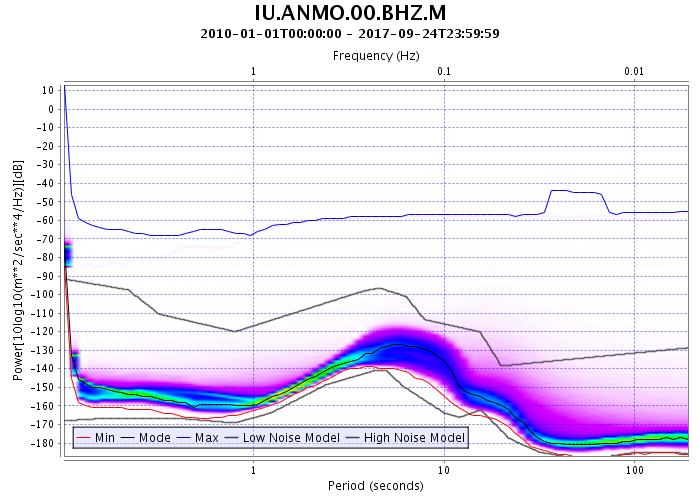 IU.ANMO.00.BHZ.M
2010-01-01T00:00:00 - 2017-09-24T23:59:59
Frequency (Hz)
1 0.1 0.01
Power[10log10(m**2/sec**4/Hz)][dB]
10
0
-10
-20
-30
-40
-50
-60
-70
-80
-90
-100
-110
-120
-130
-140
-150
-160
-170
-180
Min Mode Max Low Noise Model High Noise Model
1 10 100
Period (seconds)